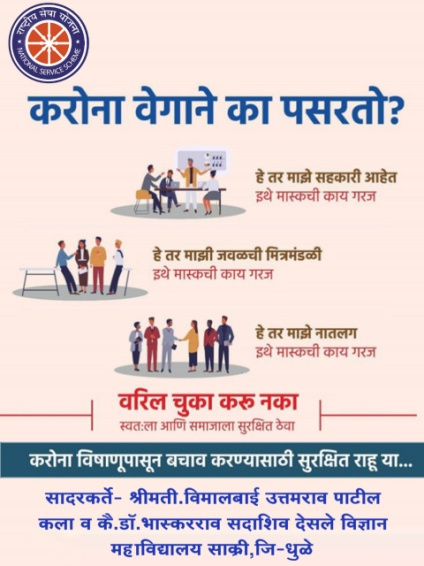 राष्ट्रीय सेवा योजना
NATIONAL SERVICE SCHEME
करोना वेगाने का पसरतो?
हे तर माझे सहकारी आहेत
इथे मास्कची काय गरज
हे तर माझी जवळची मित्रमंडळी
इथे मास्कची काय गरज
हे तर माझे नातलग
इथे मास्कची काय गरज
वरिल चुका करू नका
स्वत:ला आणि समाजाला सुरक्षित ठेवा
करोना विषाणूपासून बचाव करण्यासाठी सुरक्षित राहू या...
सादरकर्ते- श्रीमती.विमालबाई उत्तमराव पाटील
कला व कै.डॉ.भास्करराव सदाशिव देसले विज्ञान
महाविद्यालय साक्री,जि-धुळे